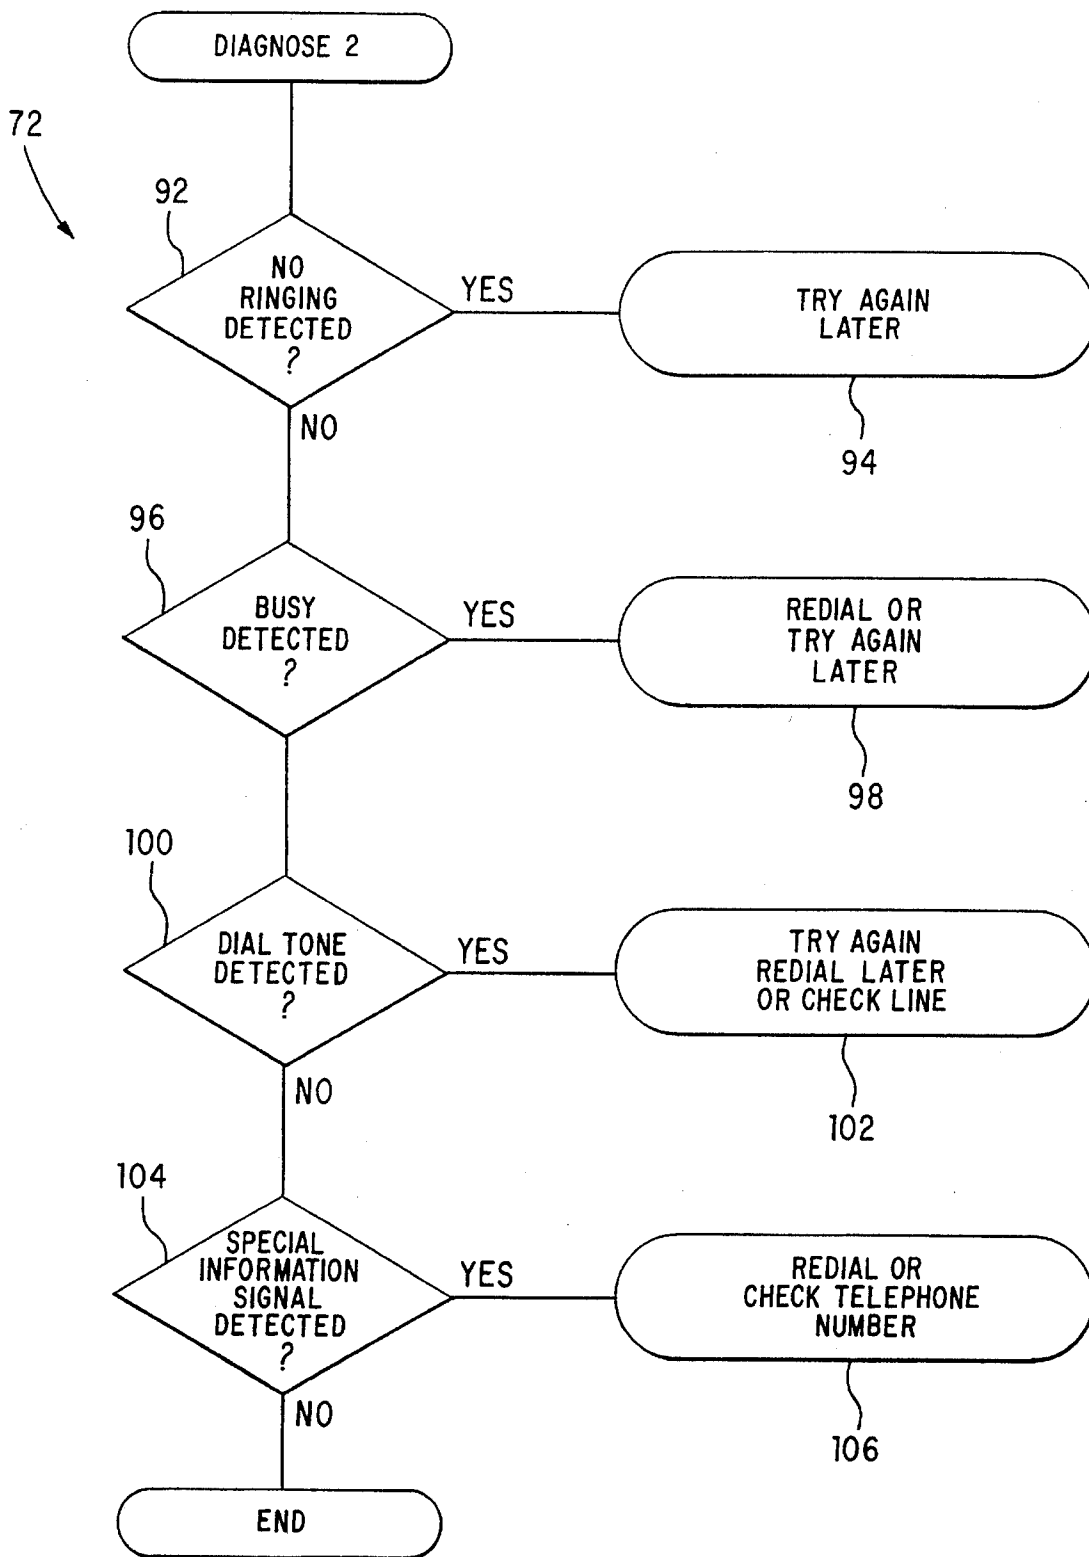 DIAGNOSE 2
72
92
NO
RINGING
DETECTED
?
YES
TRY AGAIN
LATER
94
NO
96
BUSY
DETECTED
?
YES
REDIAL OR
TRY AGAIN
LATER
98
100
DIAL TONE
DETECTED
?
YES
TRY AGAIN
REDIAL LATER
OR CHECK LINE
102
NO
104
SPECIAL
INFORMATION
SIGNAL
DETECTED
?
YES
REDIAL OR
CHECK TELEPHONE
NUMBER
106
NO
END